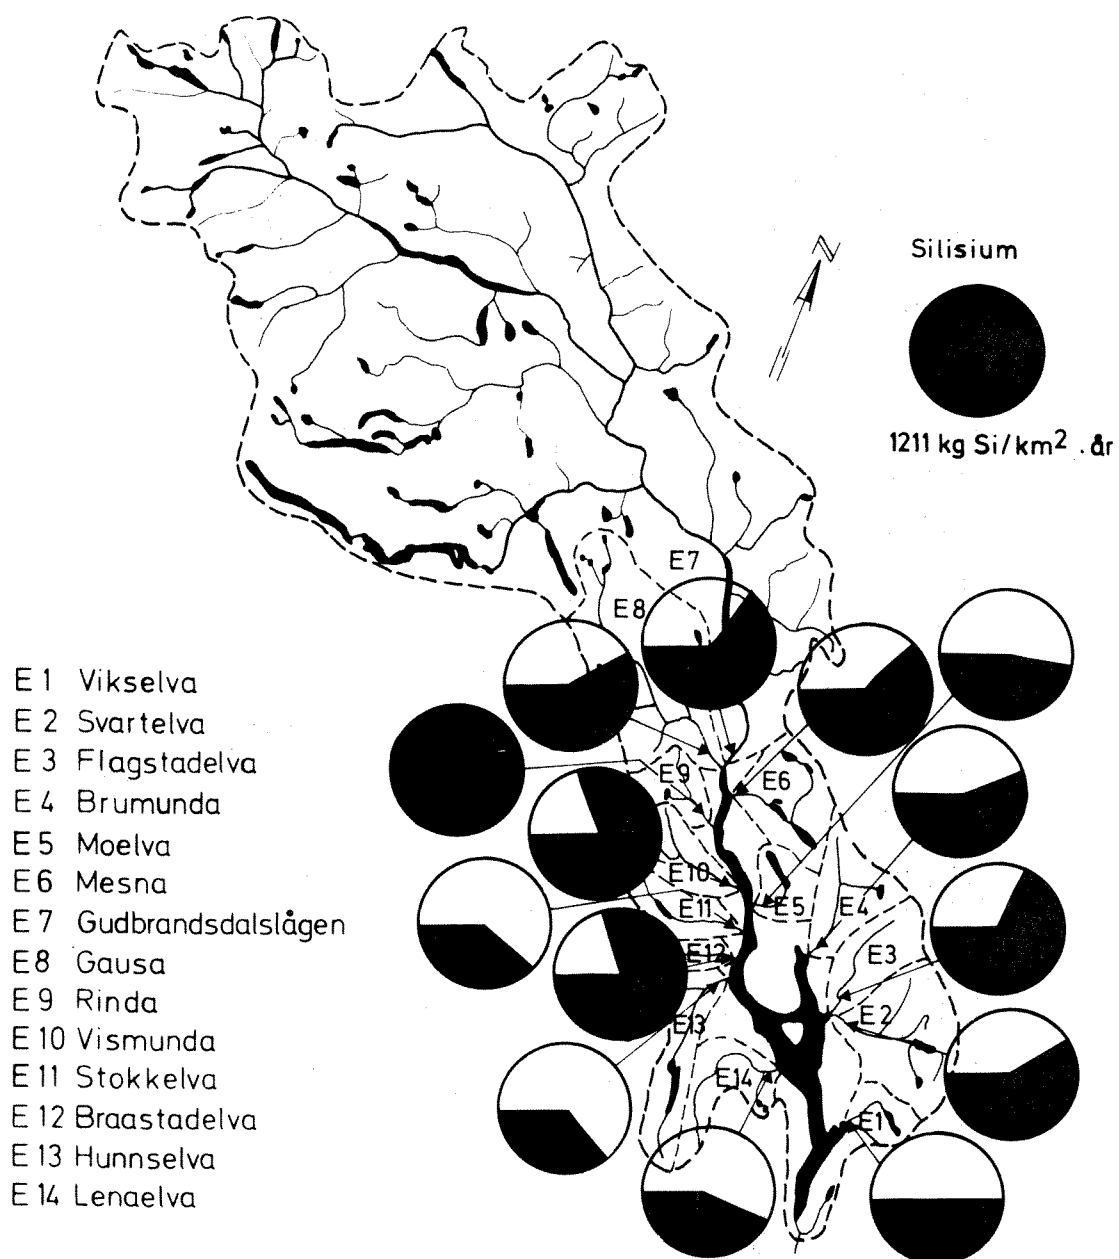 N
Silisium
1211 kg Si/km² . år
E7
E8
E 1 Vikselva
E 2 Svartelva
E 3 Flagstadelva
E 4 Brumunda
E 5 Moelva
E 6 Mesna
E 7 Gudbrandsdalslågen
E 8 Gausa
E 9 Rinda
E 10 Vismunda
E 11 Stokkelva
E 12 Braastadelva
E 13 Hunnselva
E 14 Lenaelva
E9
E6
E10
E11
E5
E4
E12
E3
E13
E2
E14
E1